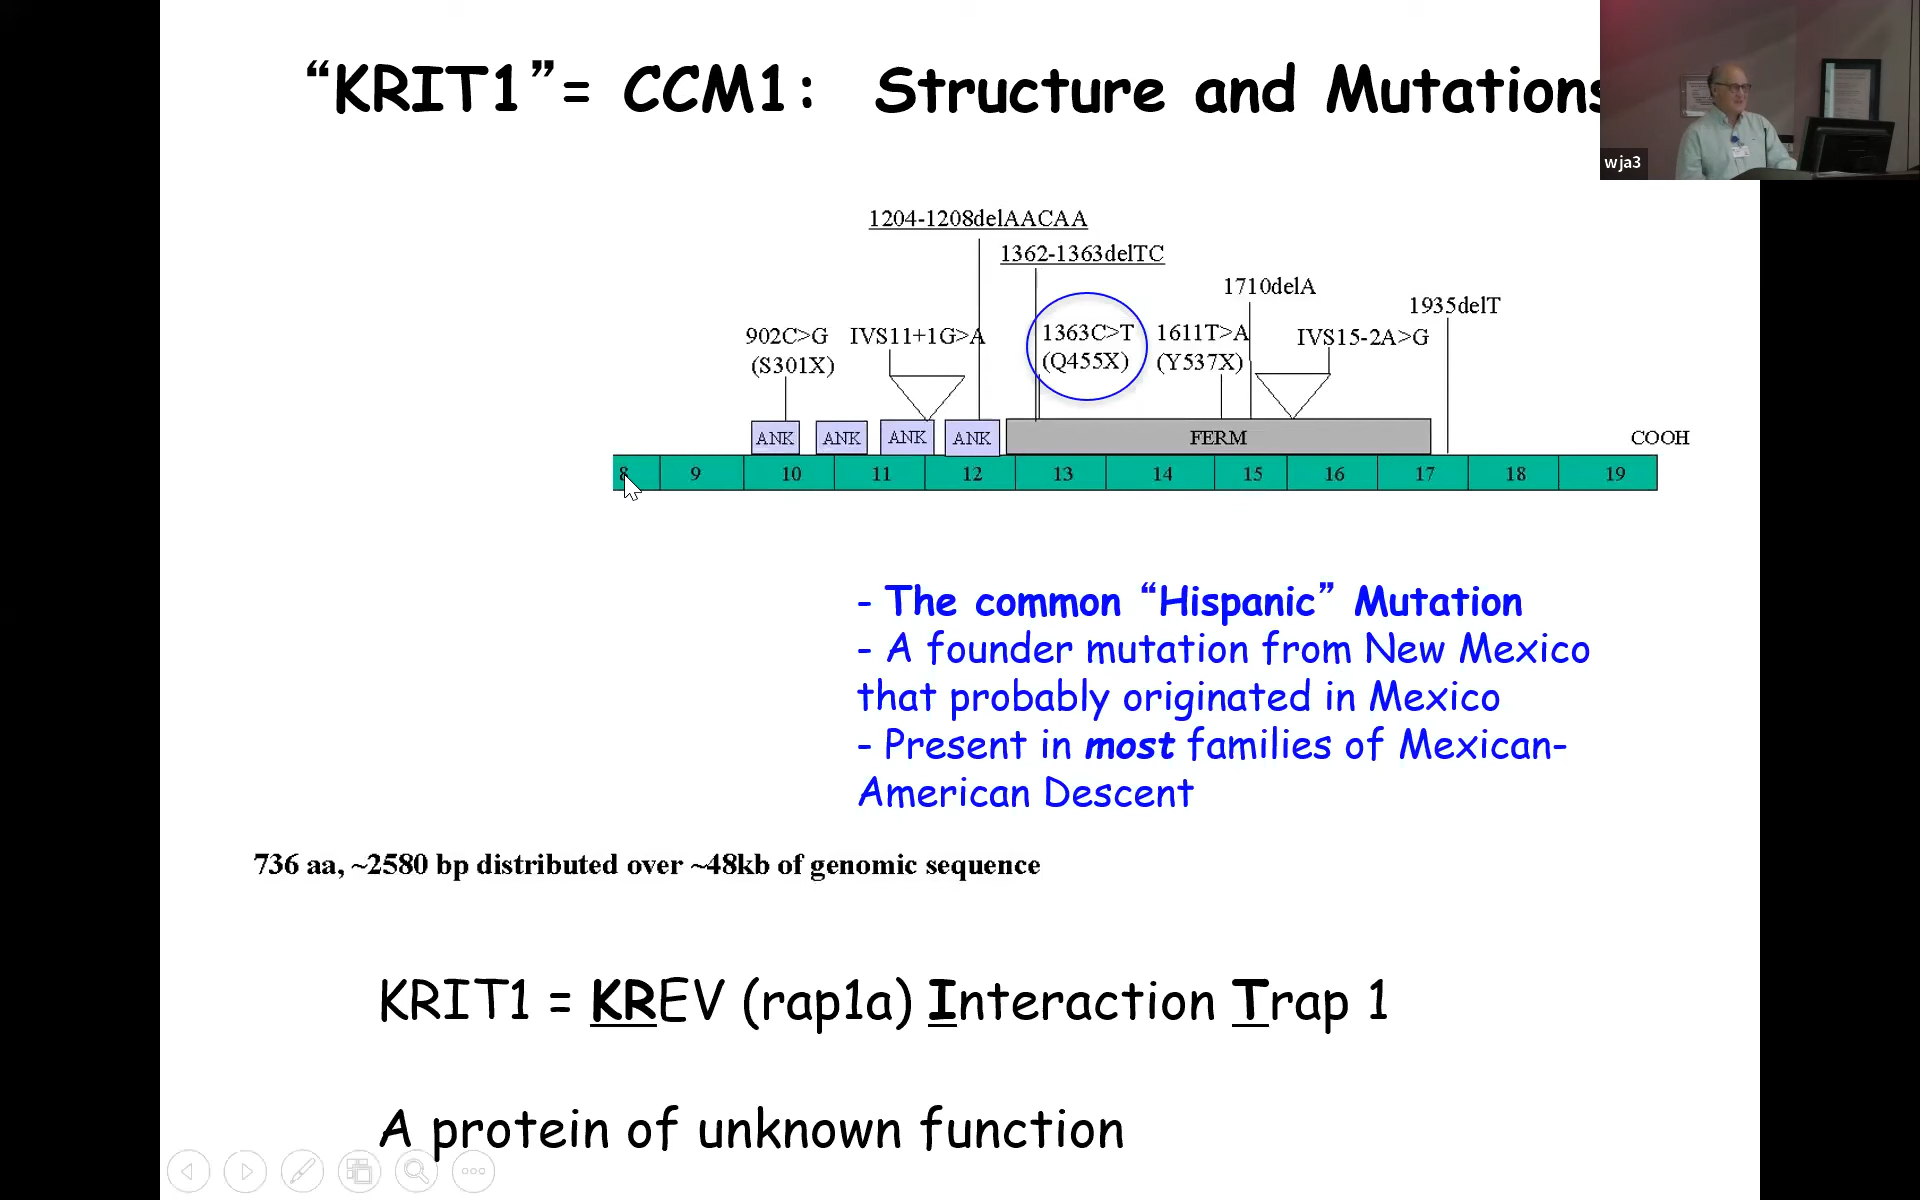 “KRIT1”= CCM1: Structure and Mutations
wja3
1204-1208delAACAA
1362-1363delTC
1710delA
1935delT
902C>G
(S301X)
IVS11+1G>A
1363C>T
(Q455X)
1611T>A
(Y537X)
IVS15-2A>G
ANK ANK ANK ANK FERM COOH
8 9 10 11 12 13 14 15 16 17 18 19
- The common “Hispanic” Mutation
- A founder mutation from New Mexico
that probably originated in Mexico
- Present in most families of Mexican-
American Descent
736 aa, ~2580 bp distributed over ~48kb of genomic sequence
KRIT1 = KREV (rap1a) Interaction Trap 1
A protein of unknown function